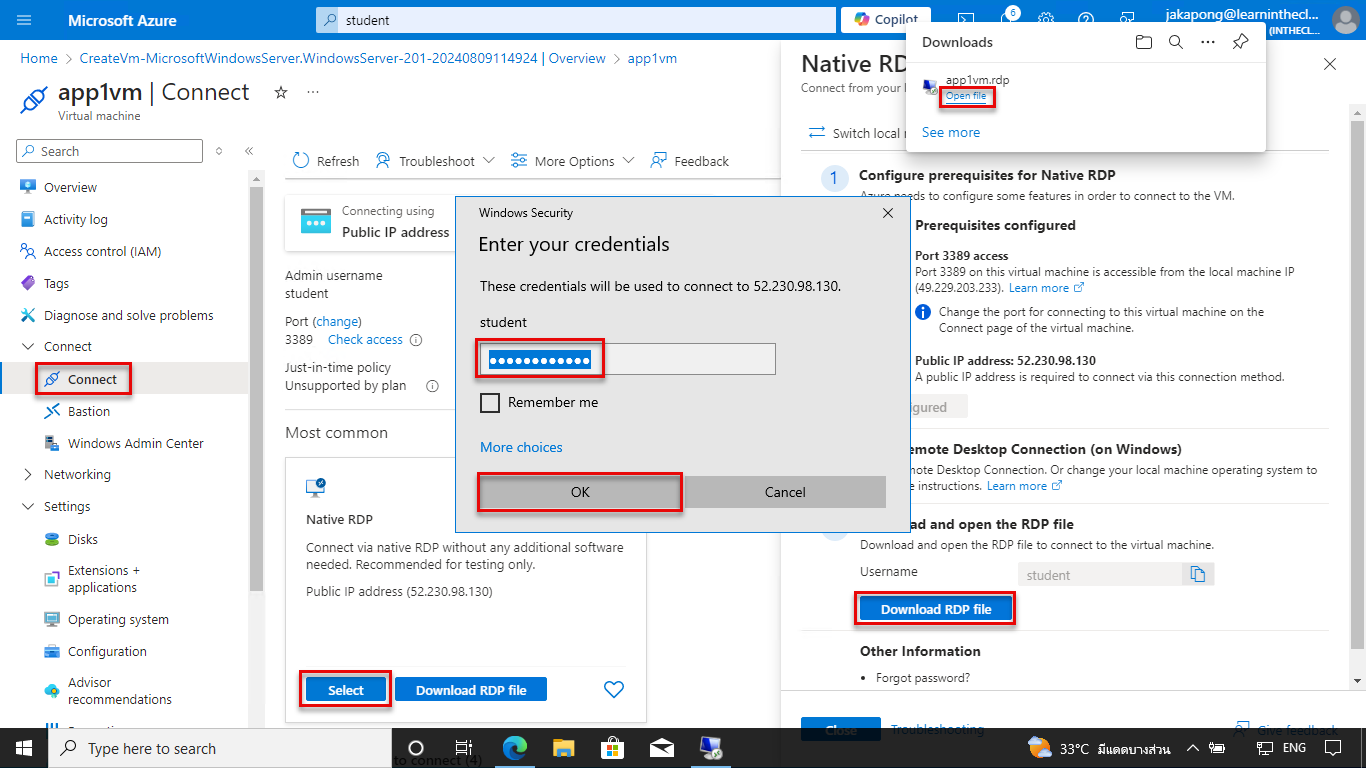 Microsoft Azure
student
Copilot
6
jakapong@learninthecl...
(INTHECL...
Home > CreateVm-MicrosoftWindowsServer.WindowsServer-201-20240809114924 | Overview > app1vm
app1vm | Connect
Virtual machine
Search
Overview
Activity log
Access control (IAM)
Tags
Diagnose and solve problems
Connect
Connect
Bastion
Windows Admin Center
Networking
Settings
Disks
Extensions +
applications
Operating system
Configuration
Advisor
recommendations
Refresh
Troubleshoot
More Options
Feedback
Connecting using
Public IP address
Admin username
student
Port (change)
3389 Check access
Just-in-time policy
Unsupported by plan
Most common
Native RDP
Connect via native RDP without any additional software
needed. Recommended for testing only.
Public IP address (52.230.98.130)
Select
Download RDP file
to connect (4)
Windows Security
Enter your credentials
These credentials will be used to connect to 52.230.98.130.
student
●●●●●●●●●●●●
Remember me
More choices
OK
Cancel
Downloads
app1vm.rdp
Open file
See more
Native RD
Connect from your l
Switch local
1
Configure prerequisites for Native RDP
Azure needs to configure some features in order to connect to the VM.
Prerequisites configured
Port 3389 access
Port 3389 on this virtual machine is accessible from the local machine IP
(49.229.203.233). Learn more
Change the port for connecting to this virtual machine on the
Connect page of the virtual machine.
Public IP address: 52.230.98.130
A public IP address is required to connect via this connection method.
gured
emote Desktop Connection (on Windows)
note Desktop Connection. Or change your local machine operating system to
e instructions. Learn more
ad and open the RDP file
Download and open the RDP file to connect to the virtual machine.
Username
student
Download RDP file
Other Information
• Forgot password?
Close
Troubleshooting
Give feedback
Type here to search
33°C มีแดดบางส่วน
ENG